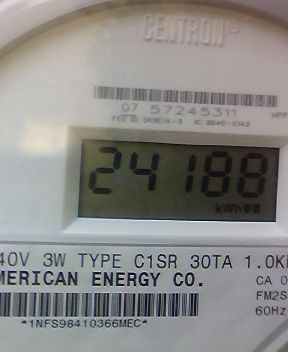 CENTRON®
07 57245311
24188
kWh
40V 3W TYPE C1SR 30TA 1.0K
MERICAN ENERGY CO.
CA 0
FM2S
60Hz
*1NFS98410366MEC*